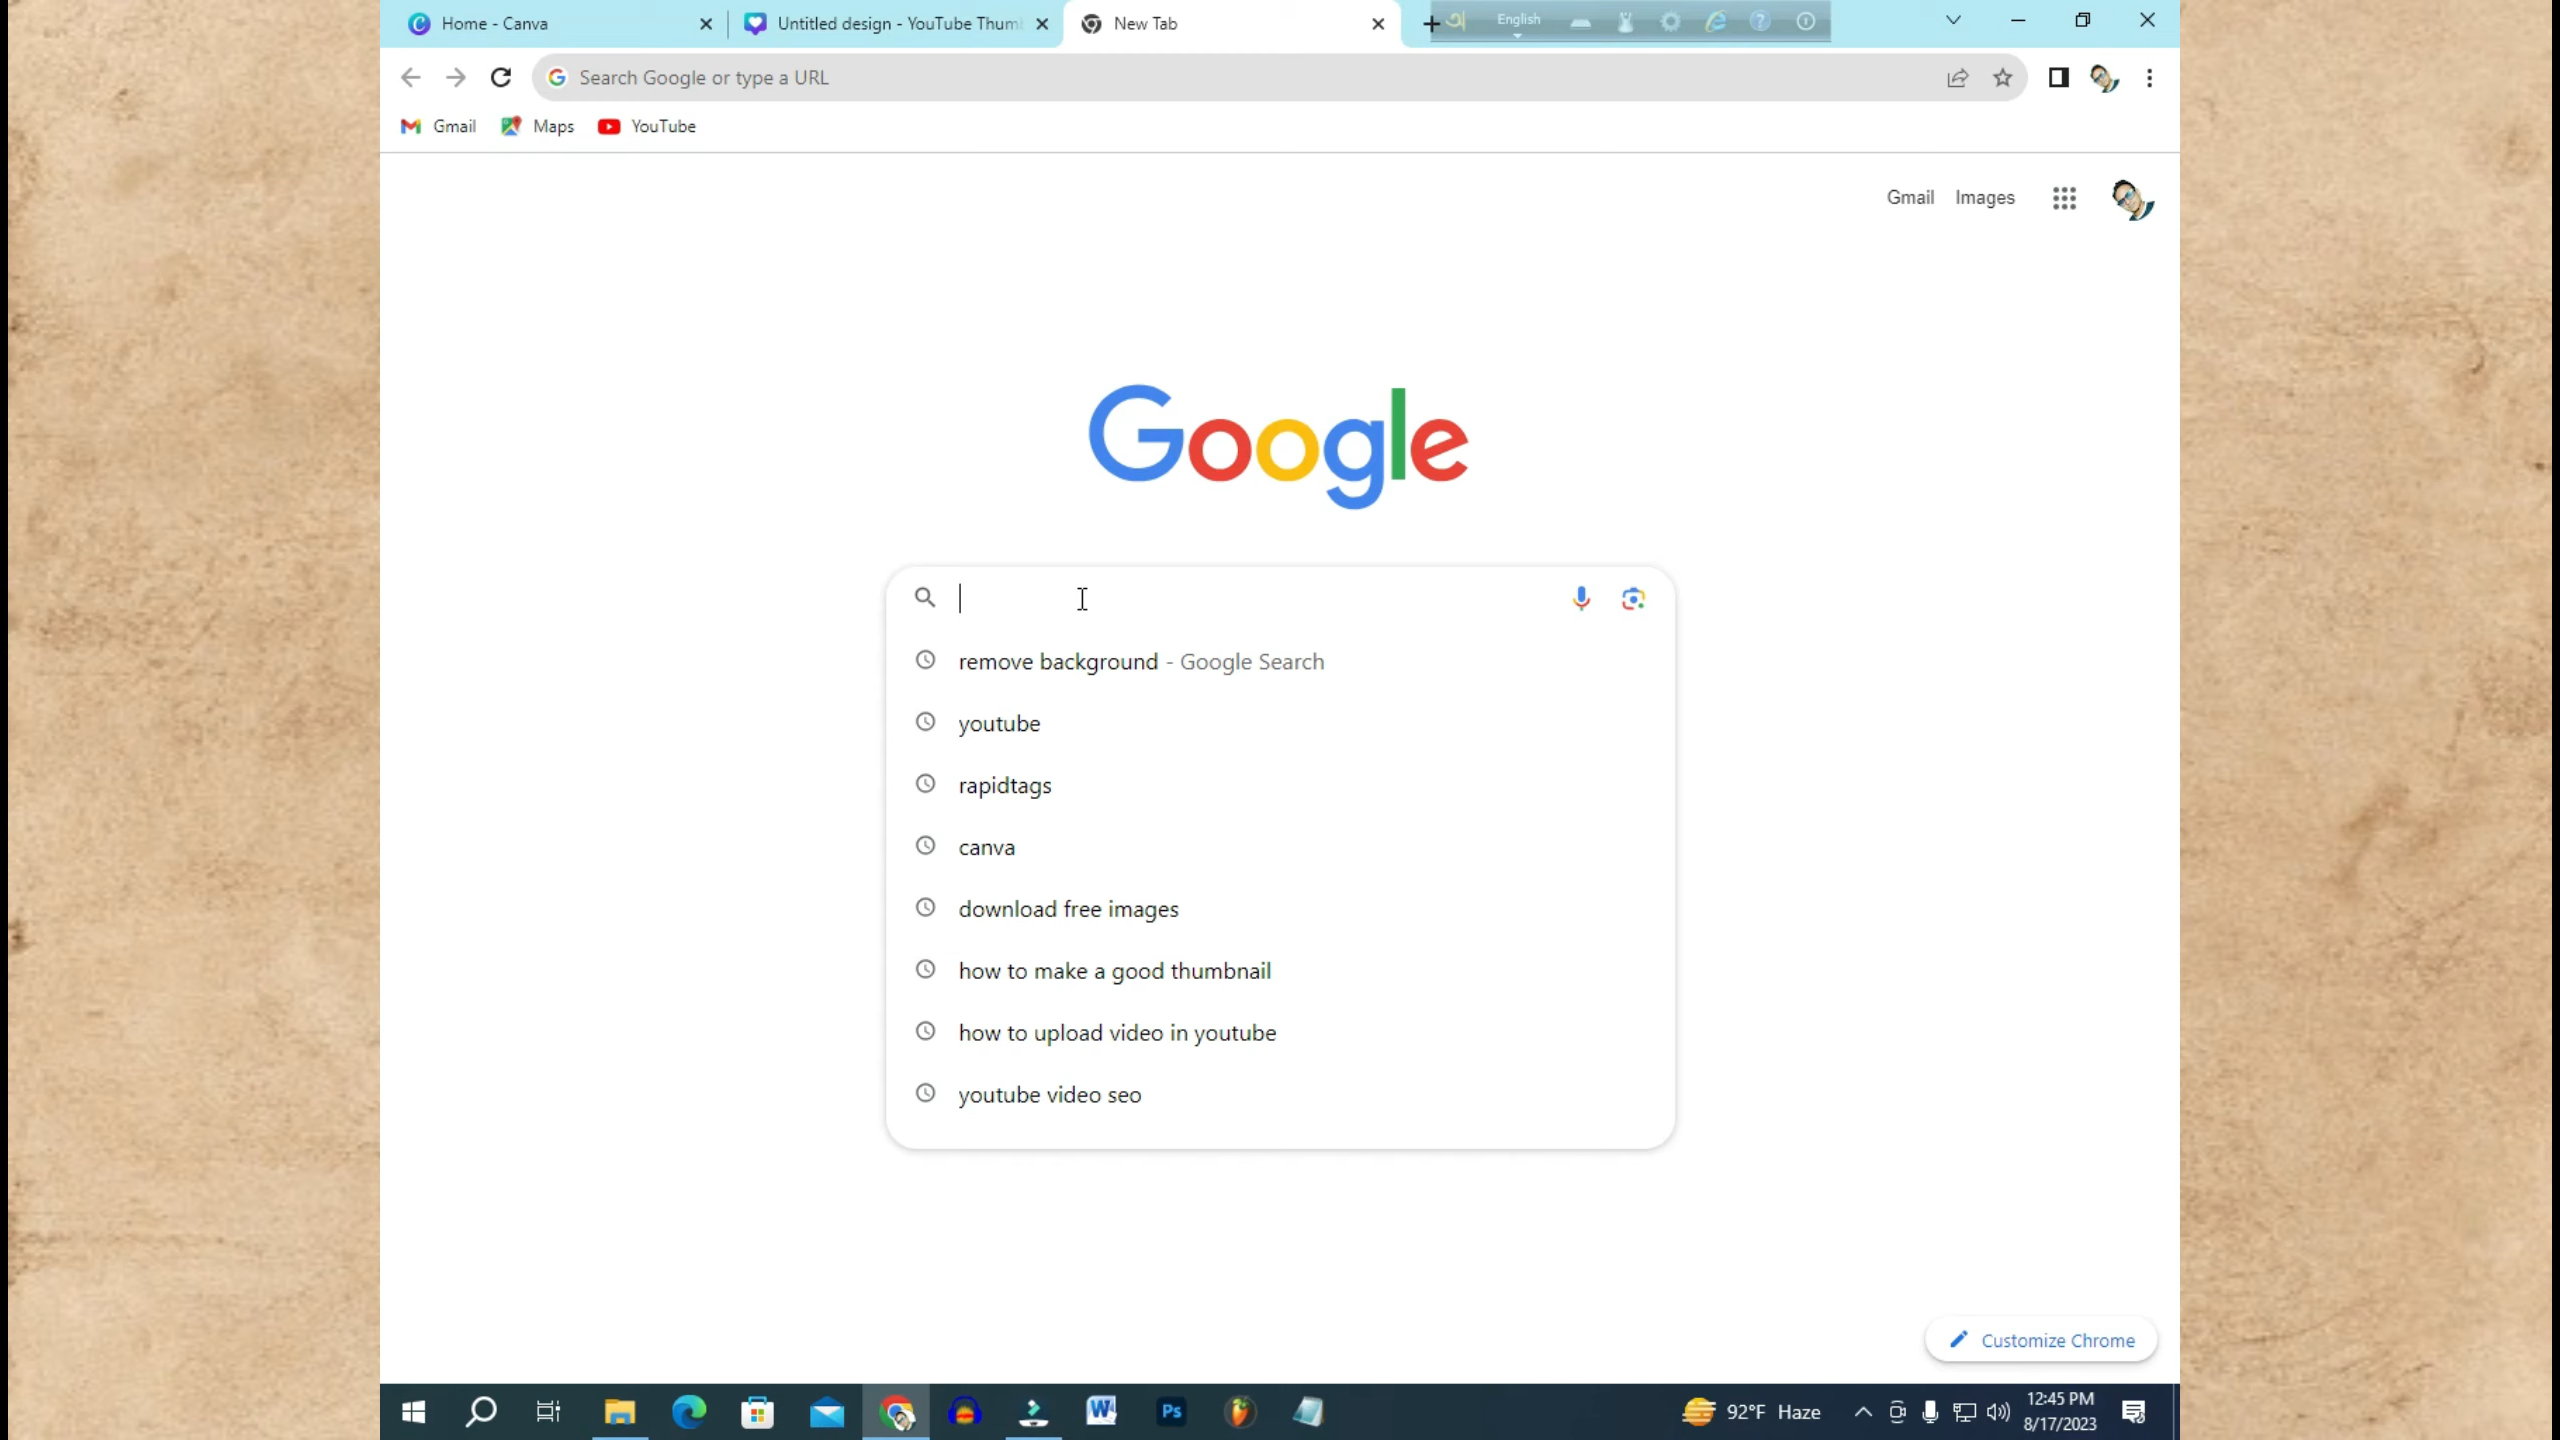 Home - Canva
Untitled design - YouTube Thum
New Tab
অ
English
Search Google or type a URL
Gmail
Maps
YouTube
Gmail
Images
Google
remove background - Google Search
youtube
rapidtags
canva
download free images
how to make a good thumbnail
how to upload video in youtube
youtube video seo
Customize Chrome
Ps
92°F Haze
12:45 PM
8/17/2023